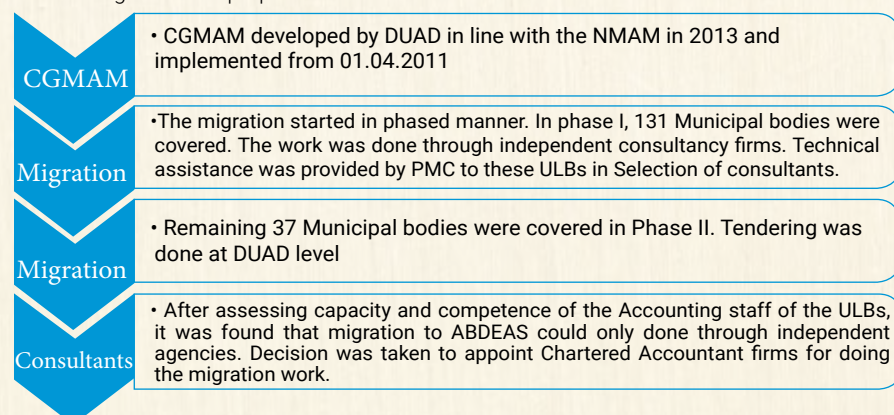 CGMAM
• CGMAM developed by DUAD in line with the NMAM in 2013 and
implemented from 01.04.2011
Migration
•The migration started in phased manner. In phase I, 131 Municipal bodies were
covered. The work was done through independent consultancy firms. Technical
assistance was provided by PMC to these ULBs in Selection of consultants.
Migration
• Remaining 37 Municipal bodies were covered in Phase II. Tendering was
done at DUAD level
Consultants
• After assessing capacity and competence of the Accounting staff of the ULBs,
it was found that migration to ABDEAS could only done through independent
agencies. Decision was taken to appoint Chartered Accountant firms for doing
the migration work.